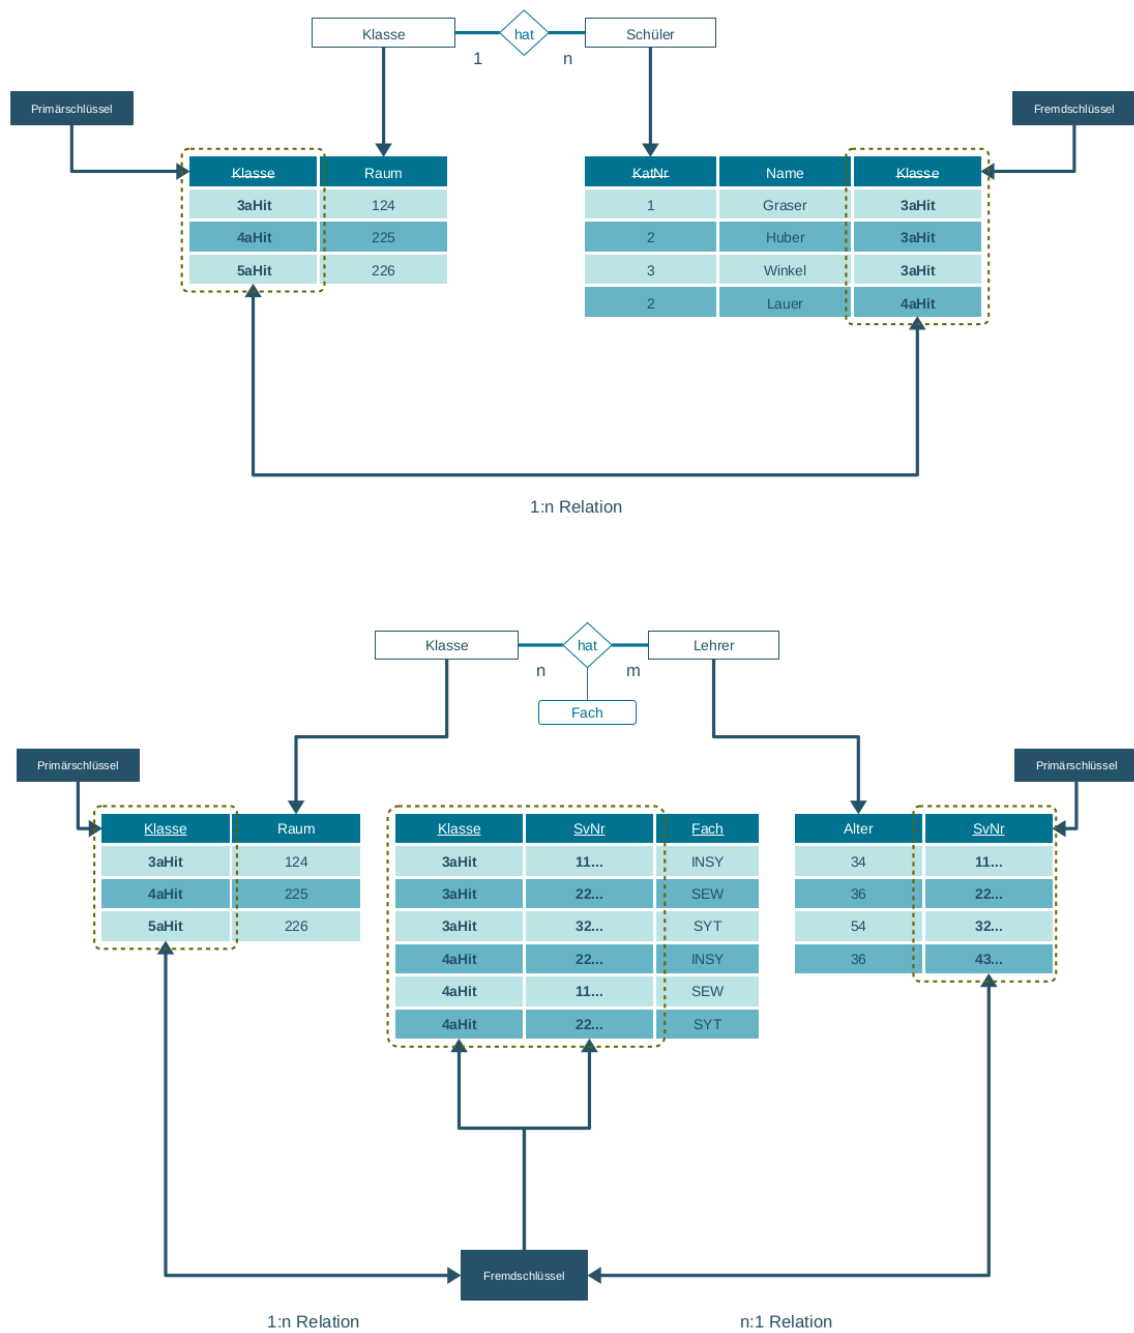 Klasse hat Schüler
1 n
Primärschlüssel Fremdschlüssel
Klasse Raum
3aHit 124
4aHit 225
5aHit 226
KatNr Name Klasse
1 Graser 3aHit
2 Huber 3aHit
3 Winkel 3aHit
2 Lauer 4aHit
1:n Relation
Klasse hat Lehrer
n m
Fach
Primärschlüssel Primärschlüssel
Klasse Raum
3aHit 124
4aHit 225
5aHit 226
Klasse SvNr Fach
3aHit 11... INSY
3aHit 22... SEW
3aHit 32... SYT
4aHit 22... INSY
4aHit 11... SEW
4aHit 22... SYT
Alter SvNr
34 11...
36 22...
54 32...
36 43...
Fremdschlüssel
1:n Relation n:1 Relation